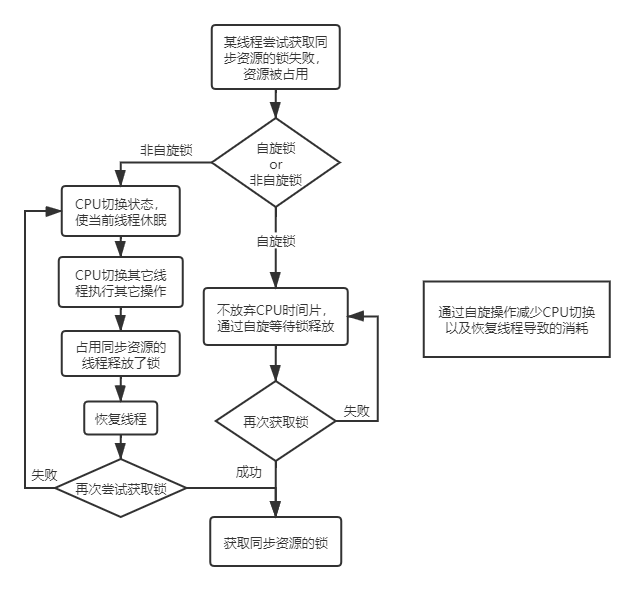 某线程尝试获取同
步资源的锁失败，
资源被占用
非自旋锁
自旋锁
or
非自旋锁
CPU切换状态，
使当前线程休眠
自旋锁
CPU切换其它线
程执行其它操作
不放弃CPU时间片，
通过自旋等待锁释放
通过自旋操作减少CPU切换
以及恢复线程导致的消耗
占用同步资源的
线程释放了锁
恢复线程
再次获取锁
失败
失败
再次尝试获取锁
成功
获取同步资源的锁